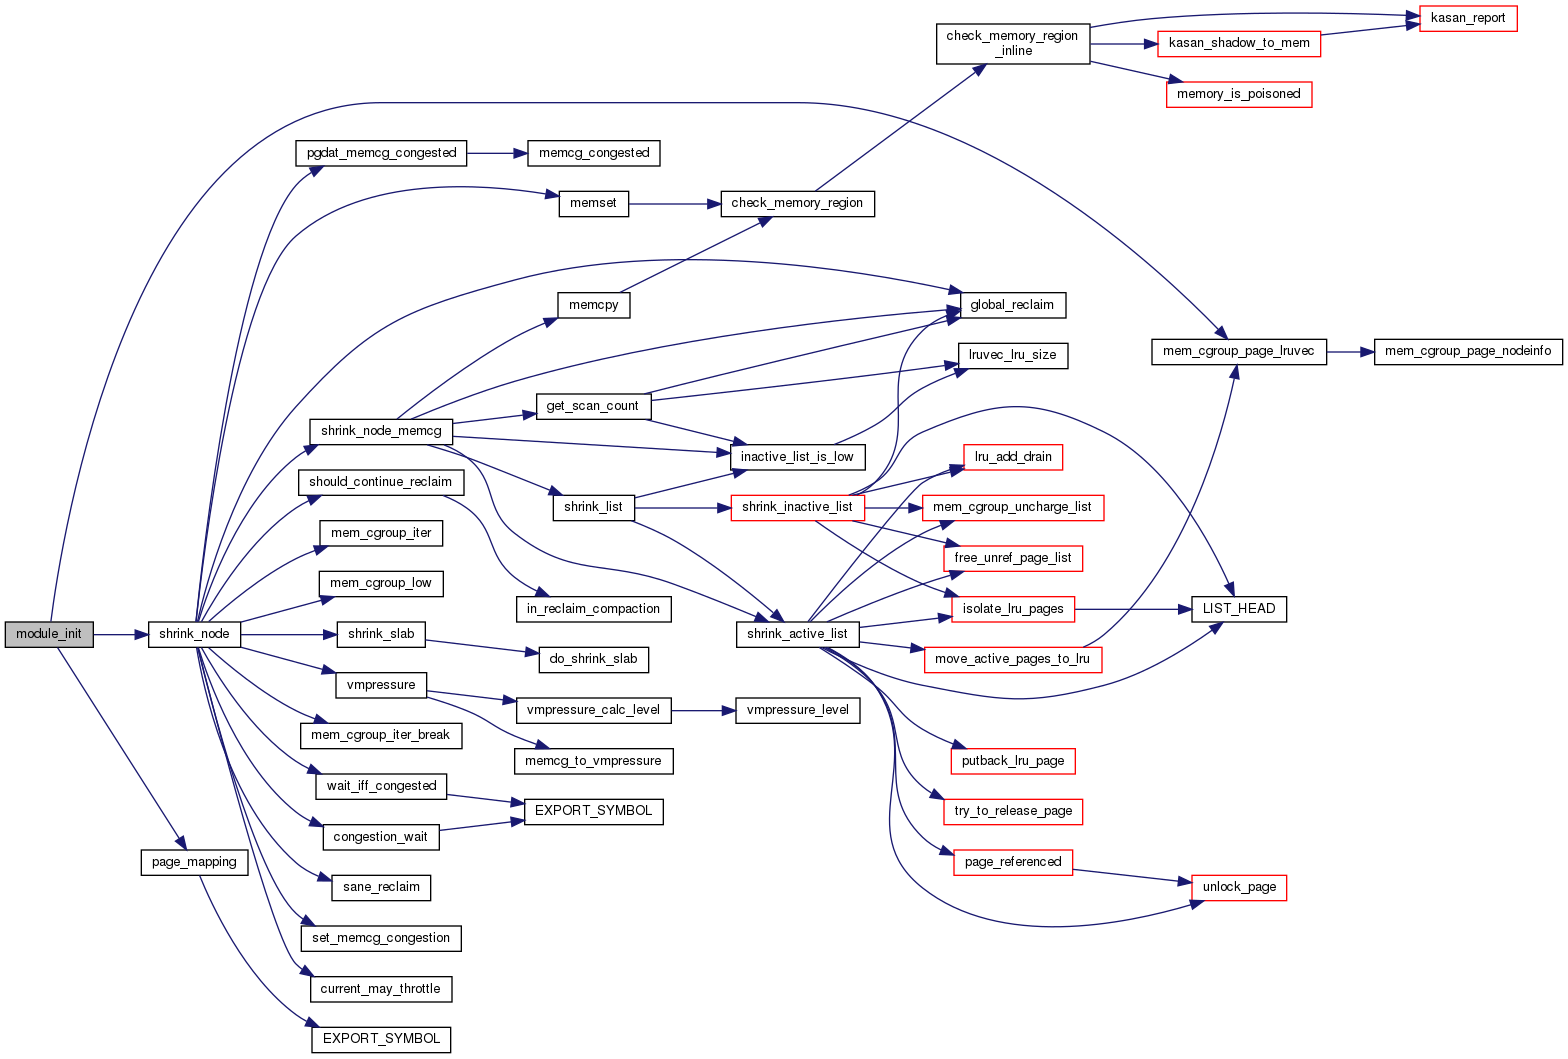 check_memory_region
_inline
kasan_report
kasan_shadow_to_mem
memory_is_poisoned
pgdat_memcg_congested
memcg_congested
memset
check_memory_region
memcpy
global_reclaim
lruvec_lru_size
mem_cgroup_page_lruvec
mem_cgroup_page_nodeinfo
get_scan_count
shrink_node_memcg
inactive_list_is_low
lru_add_drain
should_continue_reclaim
shrink_list
shrink_inactive_list
mem_cgroup_uncharge_list
mem_cgroup_iter
free_unref_page_list
mem_cgroup_low
in_reclaim_compaction
isolate_lru_pages
LIST_HEAD
module_init
shrink_node
shrink_slab
shrink_active_list
do_shrink_slab
move_active_pages_to_lru
vmpressure
vmpressure_calc_level
vmpressure_level
mem_cgroup_iter_break
memcg_to_vmpressure
putback_lru_page
wait_iff_congested
EXPORT_SYMBOL
try_to_release_page
congestion_wait
page_mapping
page_referenced
sane_reclaim
unlock_page
set_memcg_congestion
current_may_throttle
EXPORT_SYMBOL